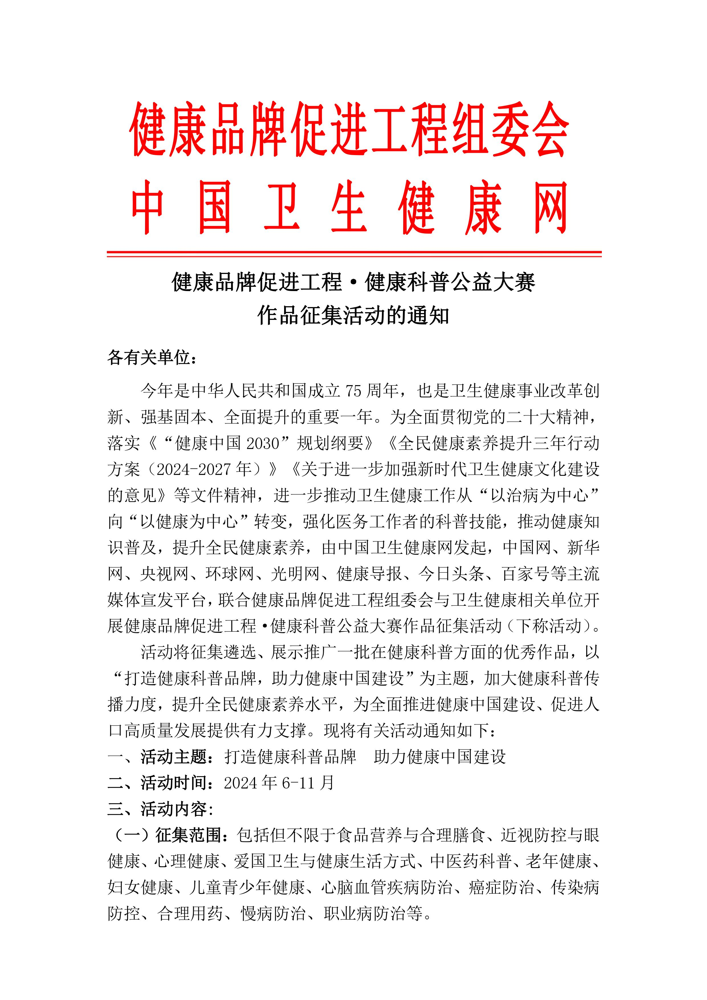 健康品牌促进工程组委会
中国卫生健康网
健康品牌促进工程·健康科普公益大赛
作品征集活动的通知
各有关单位：
今年是中华人民共和国成立 75 周年，也是卫生健康事业改革创
新、强基固本、全面提升的重要一年。为全面贯彻党的二十大精神，
落实《“健康中国 2030”规划纲要》《全民健康素养提升三年行动
方案（2024-2027 年）》《关于进一步加强新时代卫生健康文化建设
的意见》等文件精神，进一步推动卫生健康工作从“以治病为中心”
向“以健康为中心”转变，强化医务工作者的科普技能，推动健康知
识普及，提升全民健康素养，由中国卫生健康网发起，中国网、新华
网、央视网、环球网、光明网、健康导报、今日头条、百家号等主流
媒体宣发平台，联合健康品牌促进工程组委会与卫生健康相关单位开
展健康品牌促进工程·健康科普公益大赛作品征集活动（下称活动）。
活动将征集遴选、展示推广一批在健康科普方面的优秀作品，以
“打造健康科普品牌，助力健康中国建设”为主题，加大健康科普传
播力度，提升全民健康素养水平，为全面推进健康中国建设、促进人
口高质量发展提供有力支撑。现将有关活动通知如下：
一、活动主题：打造健康科普品牌　助力健康中国建设
二、活动时间：2024 年 6-11 月
三、活动内容：
（一）征集范围：包括但不限于食品营养与合理膳食、近视防控与眼
健康、心理健康、爱国卫生与健康生活方式、中医药科普、老年健康、
妇女健康、儿童青少年健康、心脑血管疾病防治、癌症防治、传染病
防控、合理用药、慢病防治、职业病防治等。